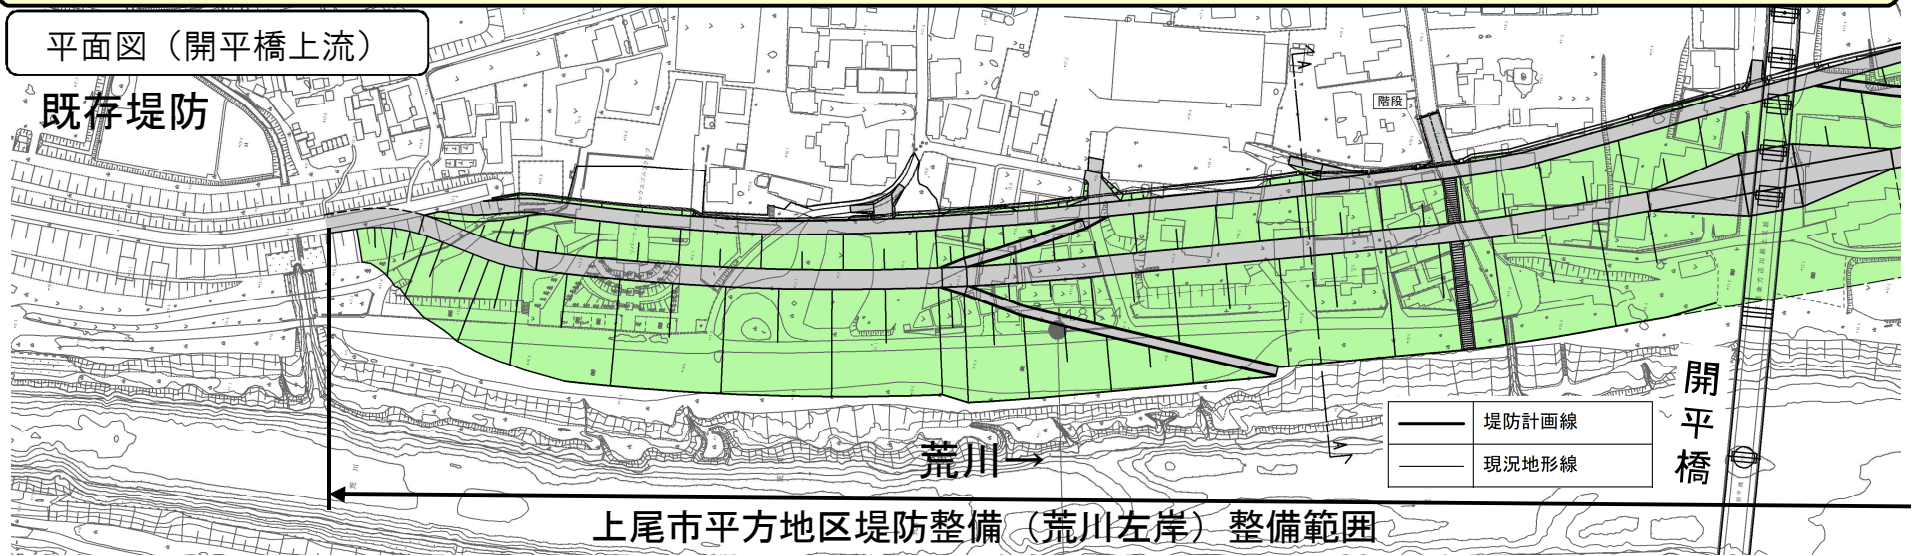 平面図（開平橋上流）
既存堤防
階段
開平橋
堤防計画線
現況地形線
荒川→
上尾市平方地区堤防整備（荒川左岸）整備範囲